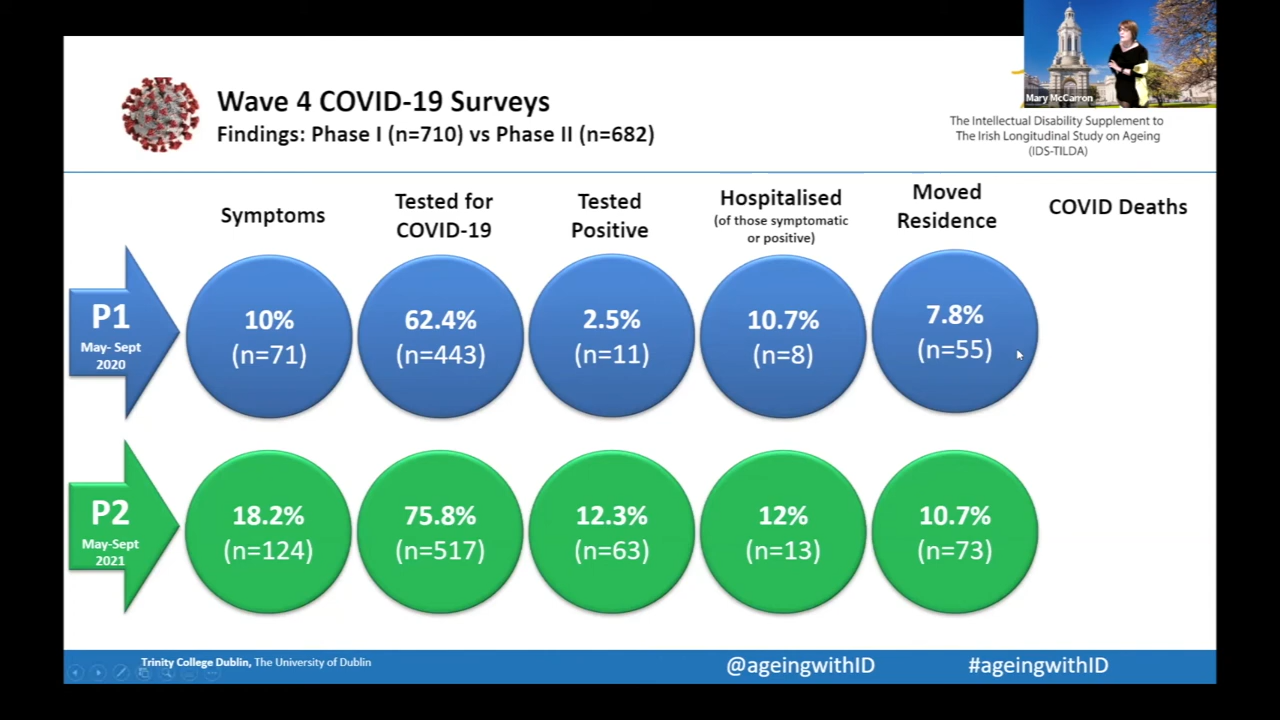 Mary McCarron
Wave 4 COVID-19 Surveys
Findings: Phase I (n=710) vs Phase II (n=682)
The Intellectual Disability Supplement to
The Irish Longitudinal Study on Ageing
(IDS-TILDA)
Symptoms
Tested for
COVID-19
Tested
Positive
Hospitalised
(of those symptomatic
or positive)
Moved
Residence
COVID Deaths
P1
May- Sept
2020
10%
(n=71)
62.4%
(n=443)
2.5%
(n=11)
10.7%
(n=8)
7.8%
(n=55)
P2
May-Sept
2021
18.2%
(n=124)
75.8%
(n=517)
12.3%
(n=63)
12%
(n=13)
10.7%
(n=73)
Trinity College Dublin, The University of Dublin
@ageingwithID
#ageingwithID